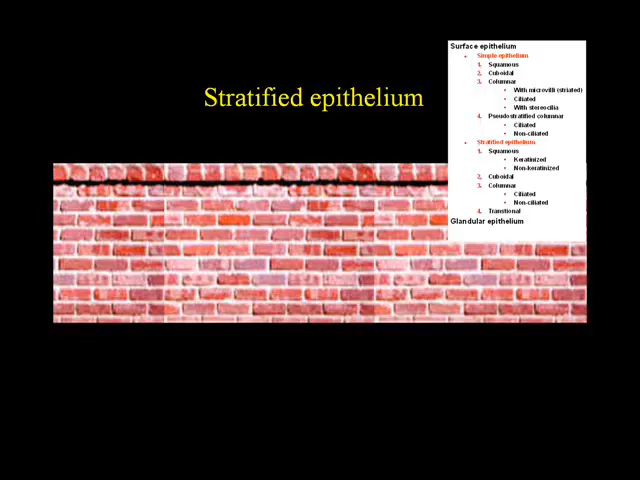 Surface epithelium
• Simple epithelium
1. Squamous
2. Cuboidal
3. Columnar
• With microvilli (striated)
• Ciliated
• With stereocilia
4. Pseudostratified columnar
• Ciliated
• Non-ciliated
• Stratified epithelium
1. Squamous
• Keratinized
• Non-keratinized
2. Cuboidal
3. Columnar
• Ciliated
• Non-ciliated
4. Transtional
Glandular epithelium
Stratified epithelium